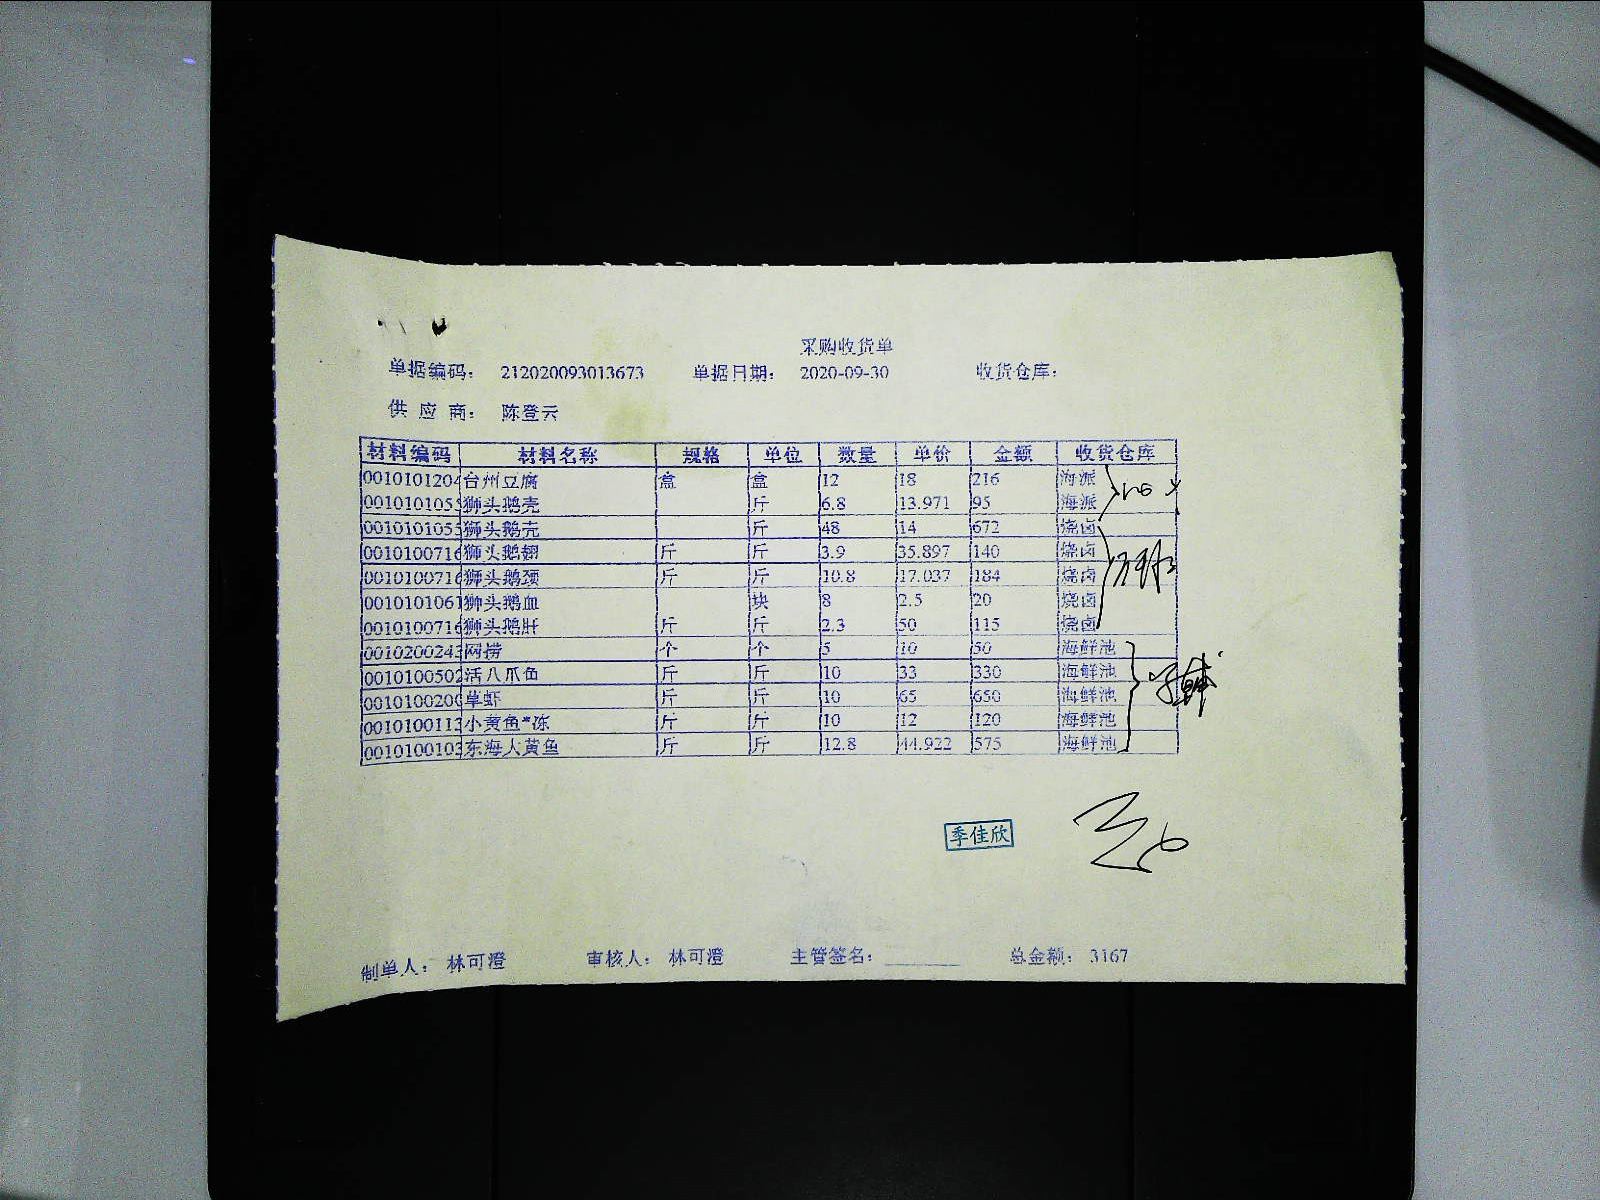 采购收货单
单据编码： 212020093013673 单据日期： 2020-09-30 收货仓库：
供 应 商： 陈登云
材料编码 材料名称 规格 单位 数量 单价 金额 收货仓库
0010101204 台州豆腐 盒 盒 12 18 216 海派
001010105 狮头鹅壳 斤 6.8 13.971 95 海派
001010105 狮头鹅壳 斤 48 14 672 烧卤
001010071 狮头鹅翅 斤 斤 3.9 35.897 140 烧卤
001010071 狮头鹅颈 斤 斤 10.8 17.037 184 烧卤
001010106 狮头鹅血 块 8 2.5 20 烧卤
001010071 狮头鹅肝 斤 斤 2.3 50 115 烧卤
001020024 网捞 个 个 5 10 50 海鲜池
0010100502 活八爪鱼 斤 斤 10 33 330 海鲜池
001010020 草虾 斤 斤 10 65 650 海鲜池
001010011 小黄鱼*冻 斤 斤 10 12 120 海鲜池
001010010 东海大黄鱼 斤 斤 12.8 44.922 575 海鲜池
季佳欣
制单人： 林可澄 审核人： 林可澄 主管签名： 总金额： 3167